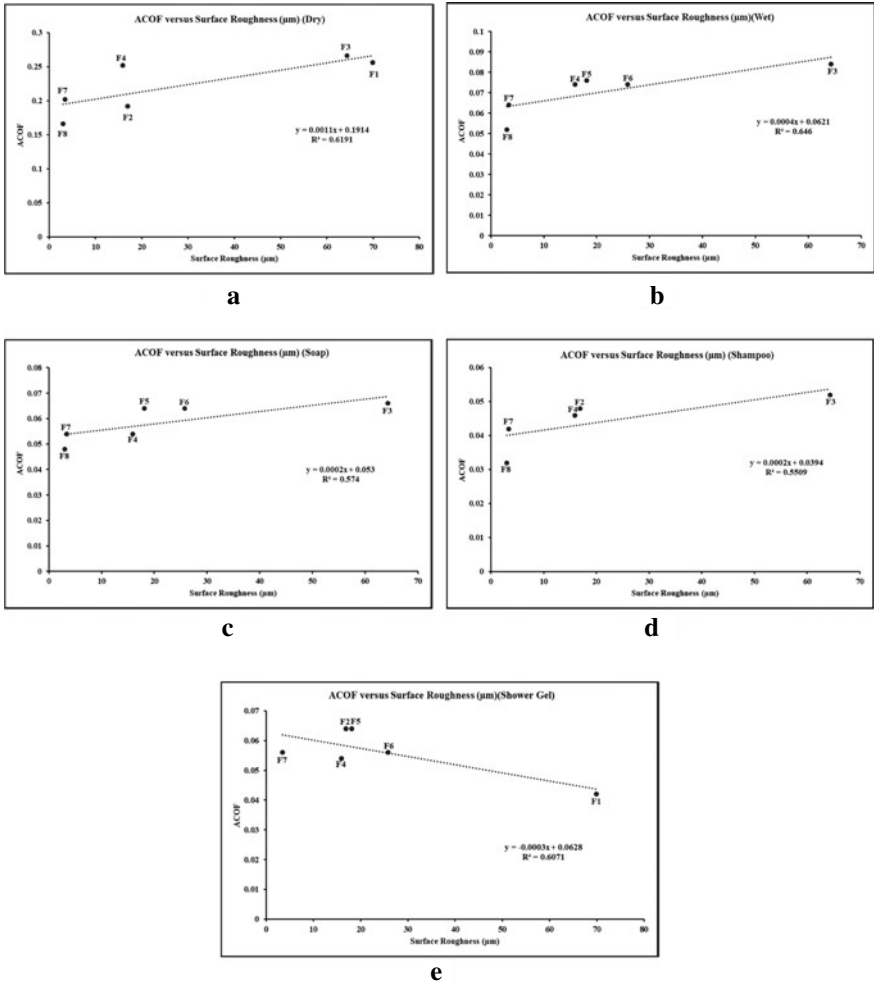 ACOF versus Surface Roughness (µm) (Dry)
0.3
0.25
0.2
0.15
0.1
0.05
0
ACOF
F4
F3
F1
F7
F2
F8
y = 0.0011x + 0.1914
R² = 0.6191
0 10 20 30 40 50 60 70 80
Surface Roughness (µm)
a
ACOF versus Surface Roughness (µm)(Wet)
0.1
0.09
0.08
0.07
0.06
0.05
0.04
0.03
0.02
0.01
0
ACOF
F4 F5 F6
F3
F7
F8
y = 0.0004x + 0.0621
R² = 0.646
0 10 20 30 40 50 60 70
Surface Roughness (µm)
b
ACOF versus Surface Roughness (µm) (Soap)
0.08
0.07
0.06
0.05
0.04
0.03
0.02
0.01
0
ACOF
F5 F6
F3
F7
F4
F8
y = 0.0002x + 0.053
R² = 0.574
0 10 20 30 40 50 60 70
Surface Roughness (µm)
c
ACOF versus Surface Roughness (µm) (Shampoo)
0.06
0.05
0.04
0.03
0.02
0.01
0
ACOF
F2
F4
F3
F7
F8
y = 0.0002x + 0.0394
R² = 0.5509
0 10 20 30 40 50 60 70
Surface Roughness (µm)
d
ACOF versus Surface Roughness (µm)(Shower Gel)
0.07
0.06
0.05
0.04
0.03
0.02
0.01
0
ACOF
F2 F5
F6
F7
F4
F1
y = -0.0003x + 0.0628
R² = 0.6071
0 10 20 30 40 50 60 70 80
Surface Roughness (µm)
e